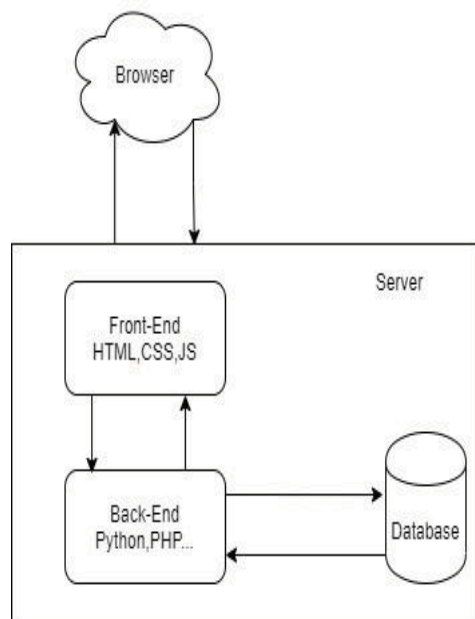 Browser
Server
Front-End
HTML,CSS,JS
Back-End
Python,PHP...
Database